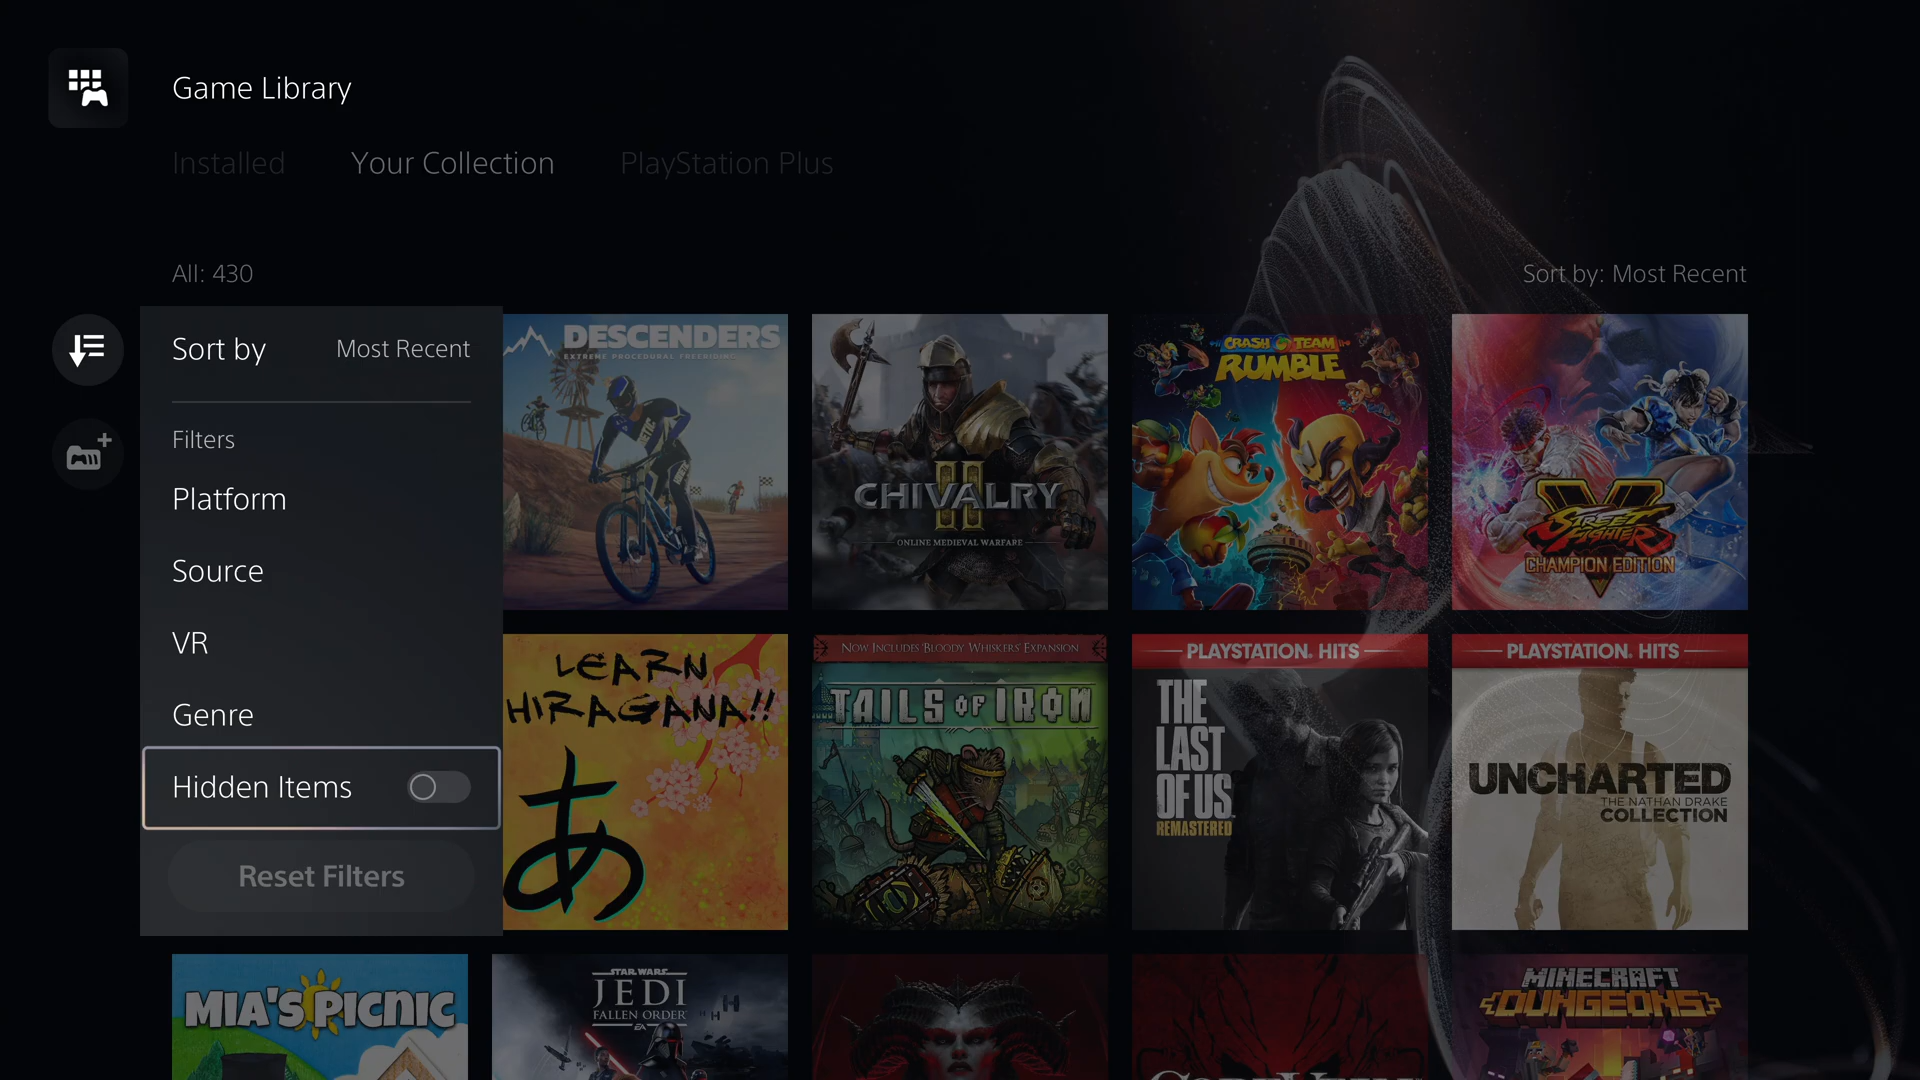 Game Library
Installed
Your Collection
PlayStation Plus
All: 430
Sort by: Most Recent
Sort by
Most Recent
Filters
Platform
Source
VR
Genre
Hidden Items
Reset Filters
DESCENDERS
EXTREME PROCEDURAL FREERIDING
CHIVALRY
II
ONLINE MEDIEVAL WARFARE
CRASH TEAM
RUMBLE
V
STREET
FIGHTER
CHAMPION EDITION
LEARN
HIRAGANA!!
あ
NOW INCLUDES 'BLOODY WHISKERS' EXPANSION
TAILS OF IRON
PLAYSTATION HITS
THE
LAST
OF US
REMASTERED
PLAYSTATION HITS
UNCHARTED
THE NATHAN DRAKE
COLLECTION
MIA'S PICNIC
STAR WARS
JEDI
FALLEN ORDER
EA
MINECRAFT
DUNGEONS